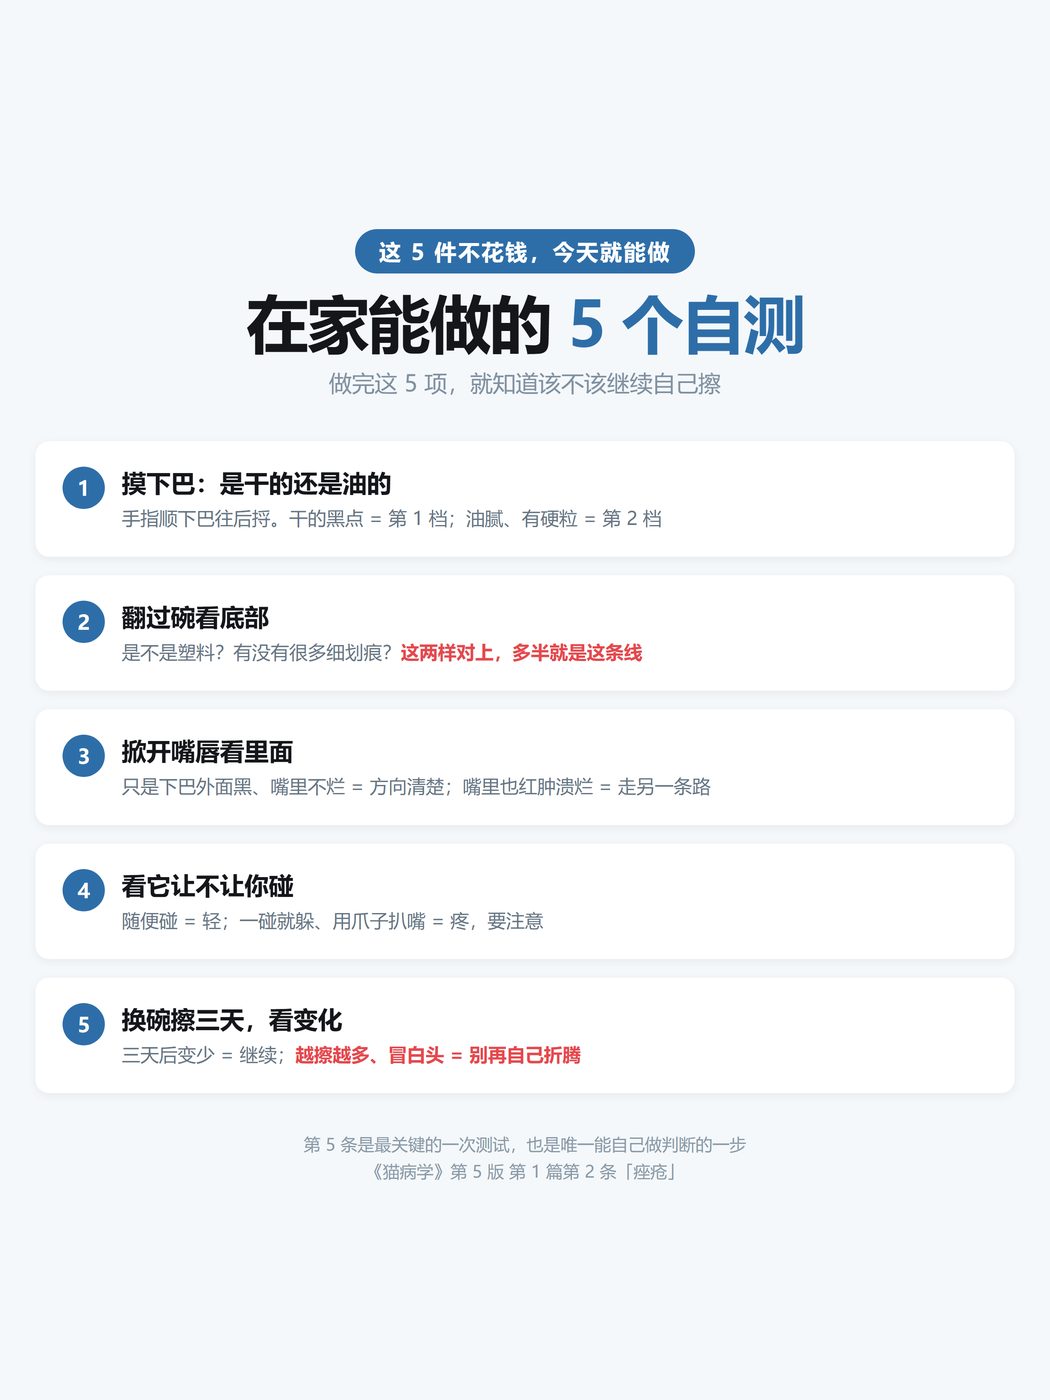 这 5 件不花钱，今天就能做
在家能做的 5 个自测
做完这 5 项，就知道该不该继续自己擦
1
摸下巴：是干的还是油的
手指顺下巴往后捋。干的黑点 = 第 1 档；油腻、有硬粒 = 第 2 档
2
翻过碗看底部
是不是塑料？有没有很多细划痕？这两样对上，多半就是这条线
3
掀开嘴唇看里面
只是下巴外面黑、嘴里不烂 = 方向清楚；嘴里也红肿溃烂 = 走另一条路
4
看它让不让你碰
随便碰 = 轻；一碰就躲、用爪子扒嘴 = 疼，要注意
5
换碗擦三天，看变化
三天后变少 = 继续；越擦越多、冒白头 = 别再自己折腾
第 5 条是最关键的一次测试，也是唯一能自己做判断的一步
《猫病学》第 5 版 第 1 篇第 2 条「痤疮」